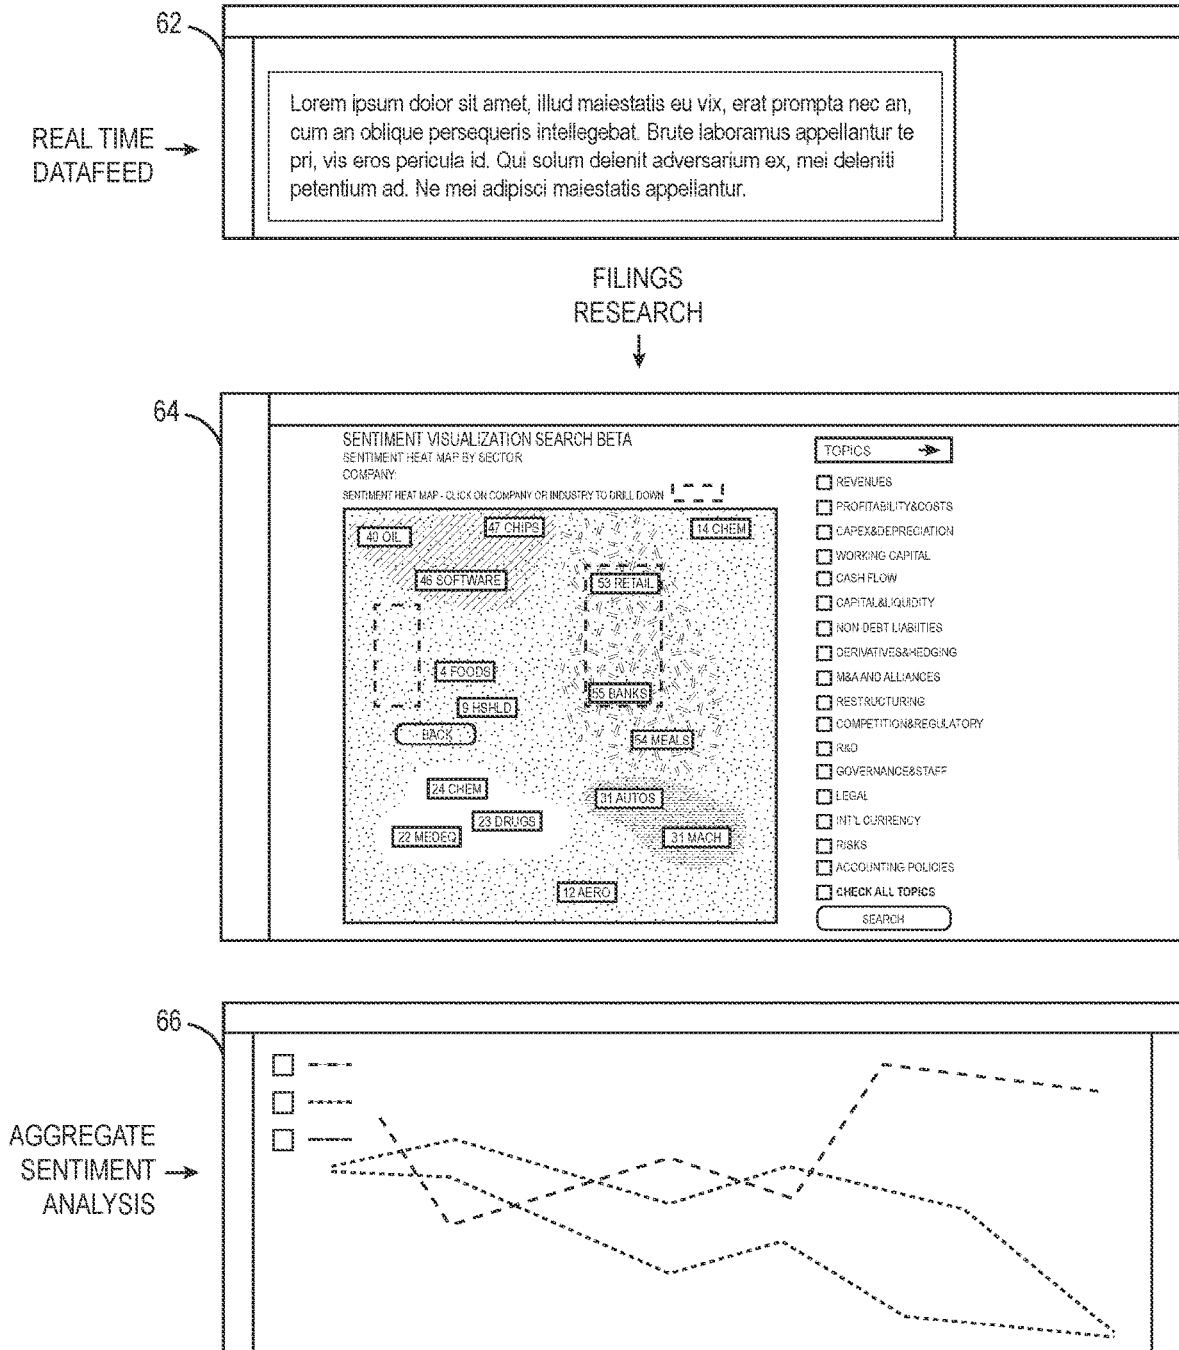 62
REAL TIME
DATAFEED
Lorem ipsum dolor sit amet, illud maiestatis eu vix, erat prompta nec an,
cum an oblique persequeris intellegebat. Brute laboramus appellantur te
pri, vis eros pericula id. Qui solum delenit adversarium ex, mei deleniti
petentium ad. Ne mei adipisci maiestatis appellantur.
FILINGS
RESEARCH
64
SENTIMENT VISUALIZATION SEARCH BETA
SENTIMENT HEAT MAP BY SECTOR
COMPANY:
SENTIMENT HEAT MAP - CLICK ON COMPANY OR INDUSTRY TO DRILL DOWN
40 OIL
47 CHIPS
14 CHEM
46 SOFTWARE
53 RETAIL
4 FOODS
55 BANKS
9 HSHLD
BACK
54 MEALS
24 CHEM
31 AUTOS
23 DRUGS
22 MEDEQ
31 MACH
12 AERO
TOPICS
REVENUES
PROFITABILITY&COSTS
CAPEX&DEPRECIATION
WORKING CAPITAL
CASH FLOW
CAPITAL&LIQUIDITY
NON-DEBT LIABIITIES
DERIVATIVES&HEDGING
M&A AND ALLIANCES
RESTRUCTURING
COMPETITION&REGULATORY
R&D
GOVERNANCE&STAFF
LEGAL
INT'L CURRENCY
RISKS
ACCOUNTING POLICIES
CHECK ALL TOPICS
SEARCH
66
AGGREGATE
SENTIMENT
ANALYSIS